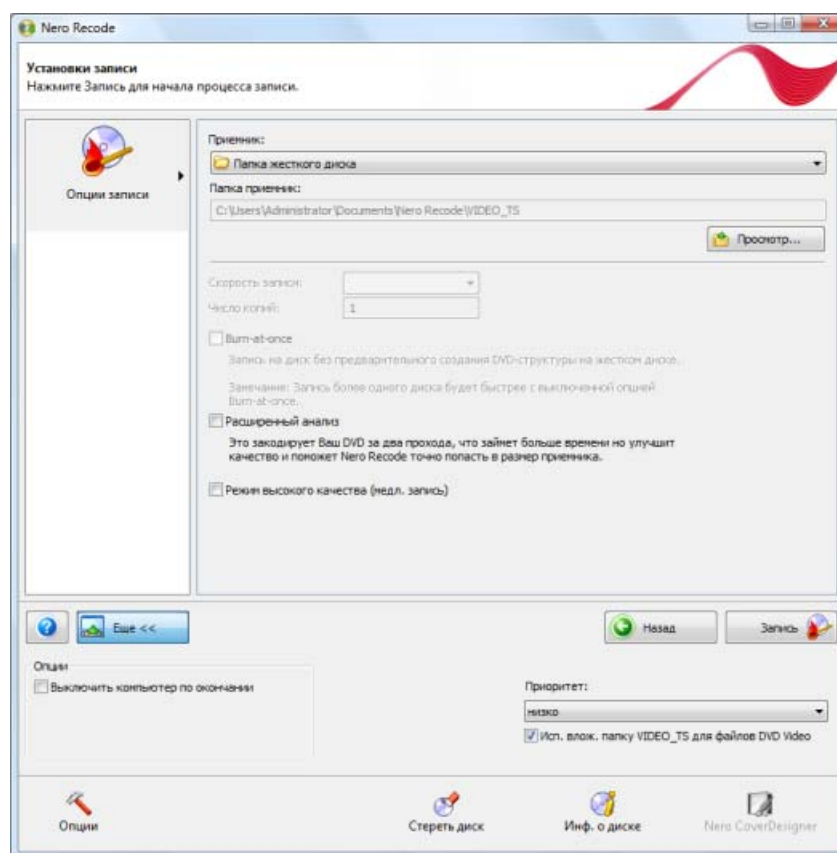 Nero Recode
Установки записи
Нажмите Запись для начала процесса записи.
Опции записи
Приемник:
Папка жесткого диска
Папка приемник:
C:\Users\Administrator\Documents\Nero Recode\VIDEO_TS
Просмотр...
Скорость записи:
Число копий:
1
Burn-at-once
Запись на диск без предварительного создания DVD-структуры на жестком диске.
Замечание: Запись более одного диска будет быстрее с выключенной опцией
Burn-at-once.
Расширенный анализ
Это закодирует Ваш DVD за два прохода, что займет больше времени но улучшит
качество и поможет Nero Recode точно попасть в размер приемника.
Режим высокого качества (недл. запись)
Еще <<
Назад
Запись
Опции
Выключить компьютер по окончании
Приоритет:
низко
Исп. влож. папку VIDEO_TS для файлов DVD Video
Опции
Стереть диск
Инф. о диске
Nero CoverDesigner